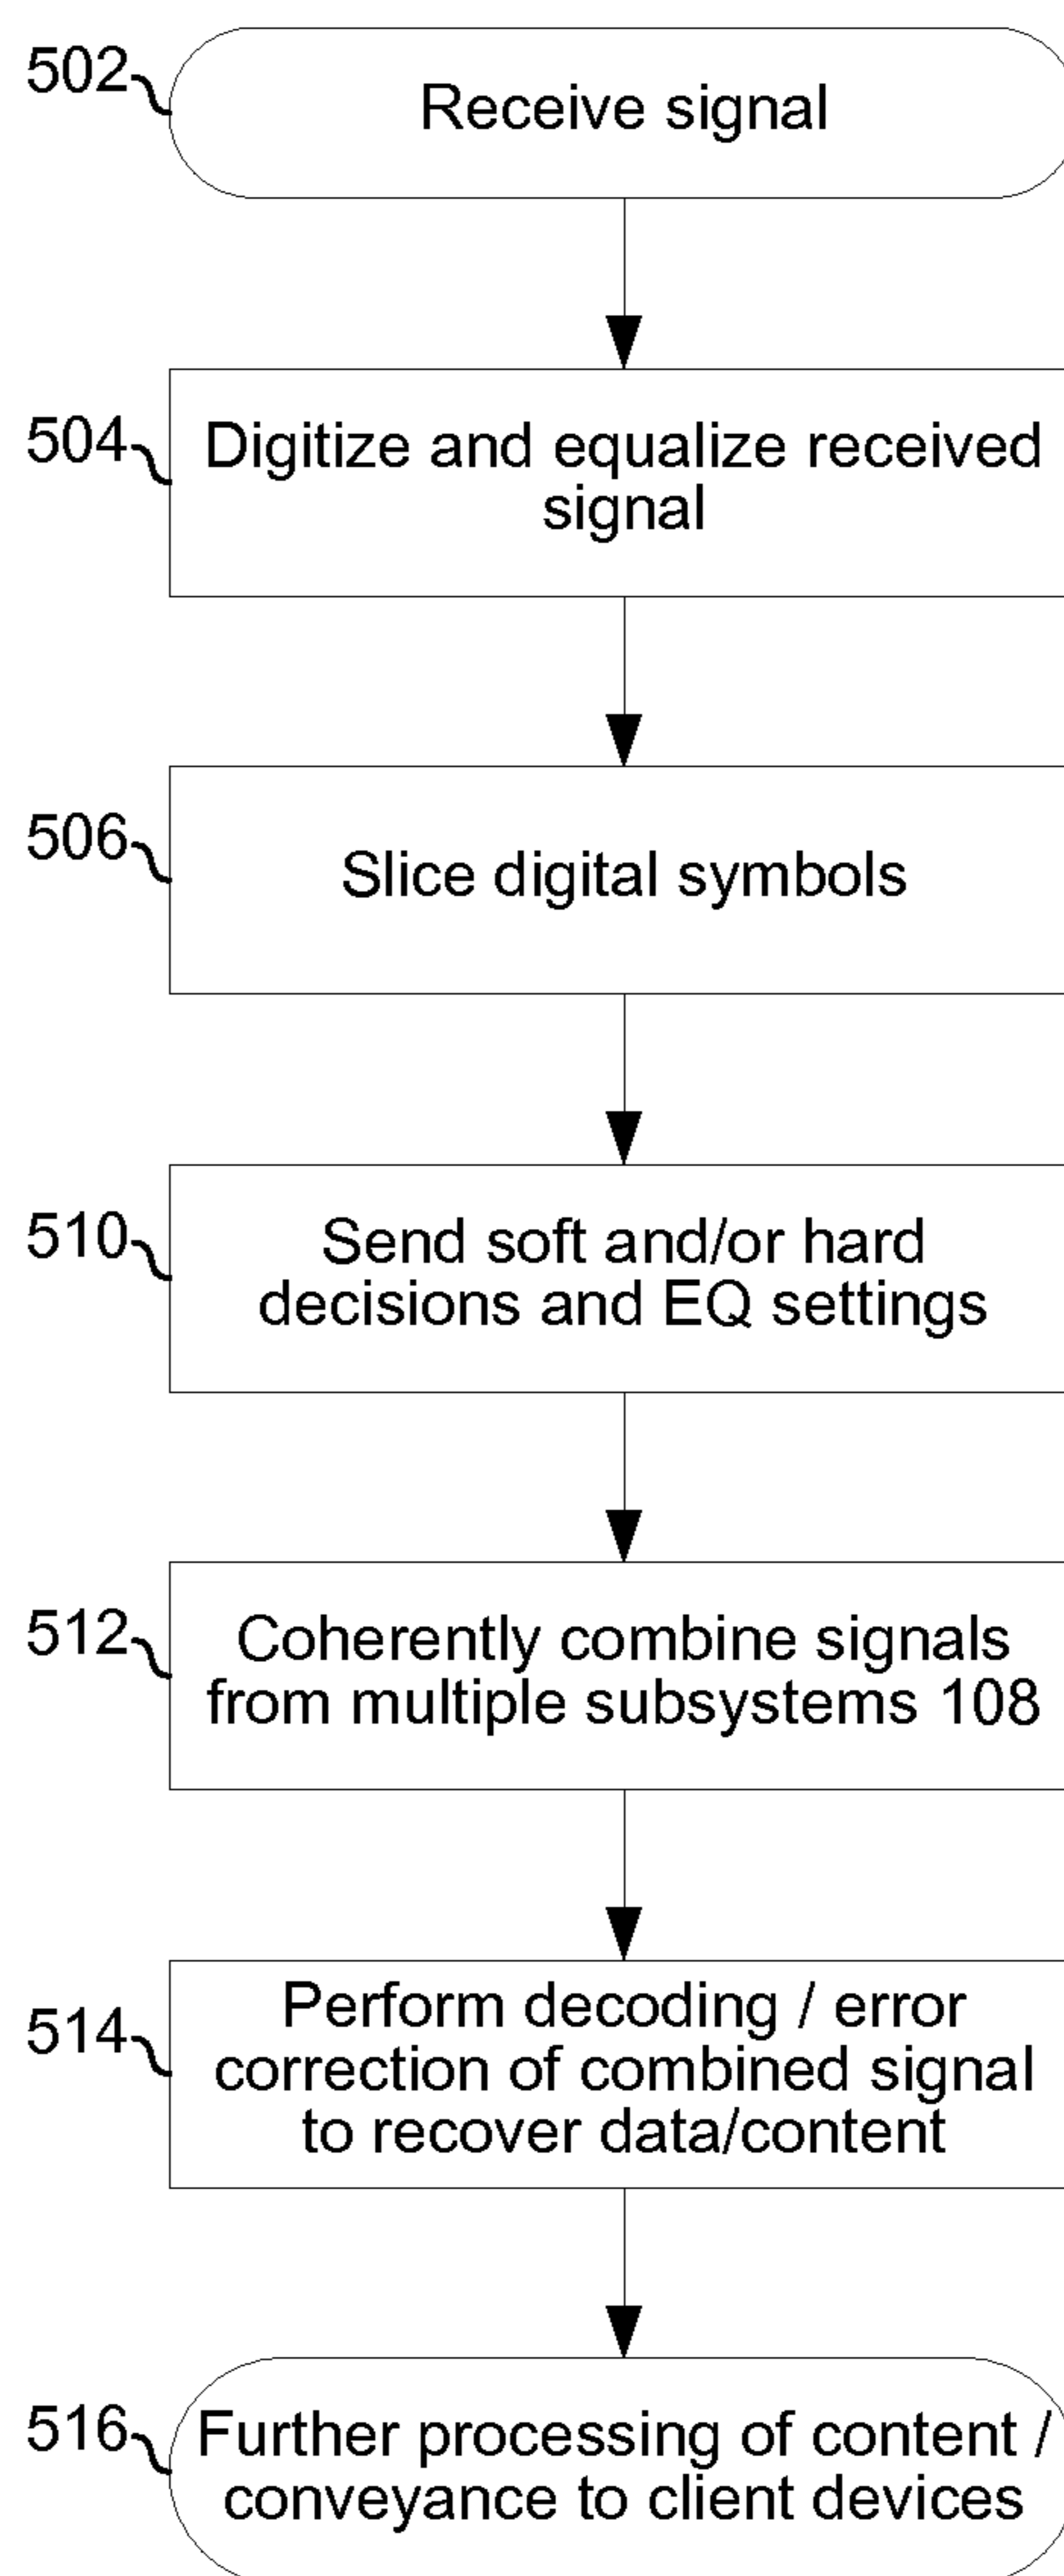 502
Receive signal
504
Digitize and equalize received
signal
506
Slice digital symbols
510
Send soft and/or hard
decisions and EQ settings
512
Coherently combine signals
from multiple subsystems 108
514
Perform decoding / error
correction of combined signal
to recover data/content
516
Further processing of content /
conveyance to client devices